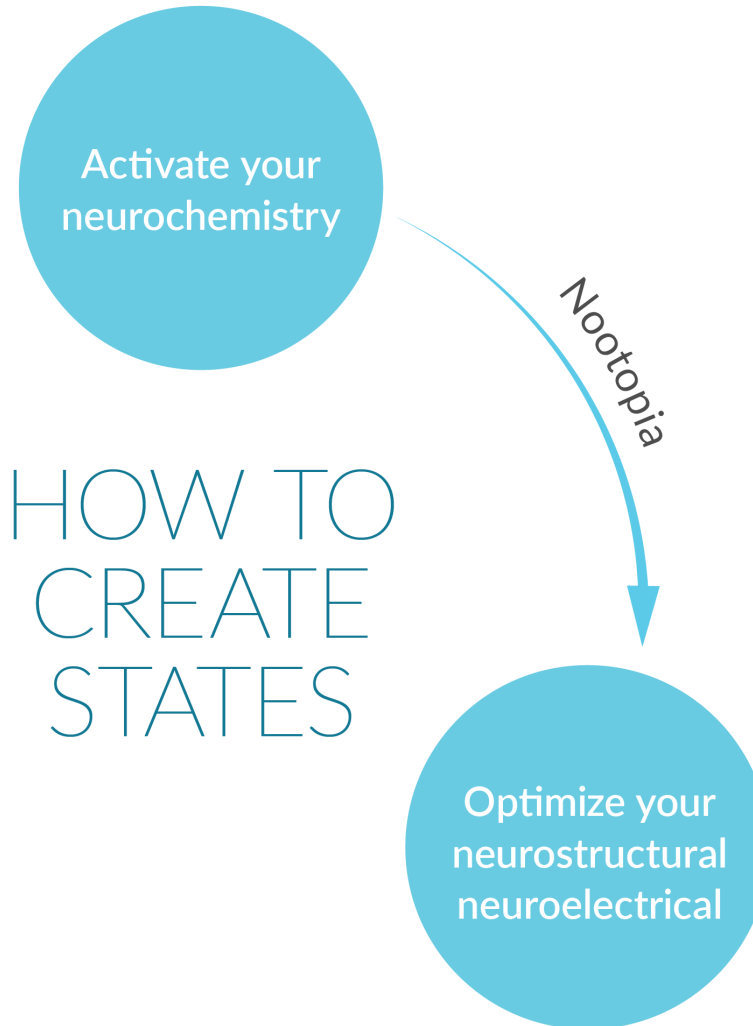 Activate your
neurochemistry
Nootopia
HOW TO
CREATE
STATES
Optimize your
neurostructural
neuroelectrical